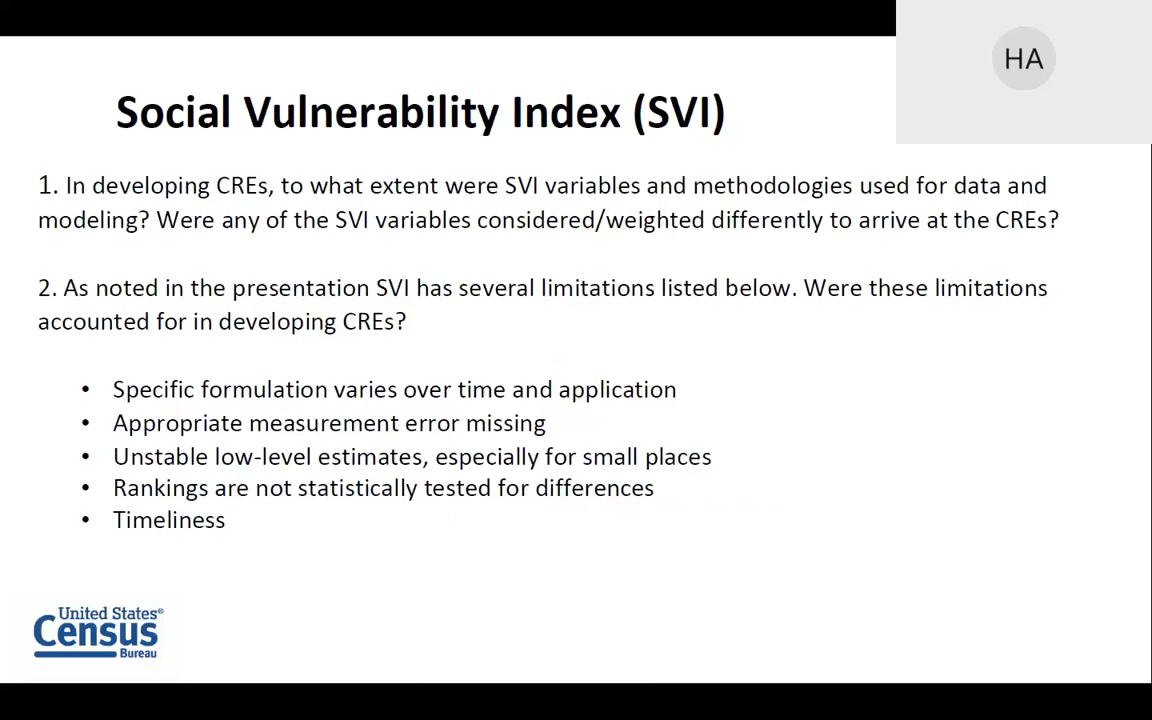 HA
Social Vulnerability Index (SVI)
1. In developing CREs, to what extent were SVI variables and methodologies used for data and
modeling? Were any of the SVI variables considered/weighted differently to arrive at the CREs?
2. As noted in the presentation SVI has several limitations listed below. Were these limitations
accounted for in developing CREs?
• Specific formulation varies over time and application
• Appropriate measurement error missing
• Unstable low-level estimates, especially for small places
• Rankings are not statistically tested for differences
• Timeliness
United States®
Census
Bureau